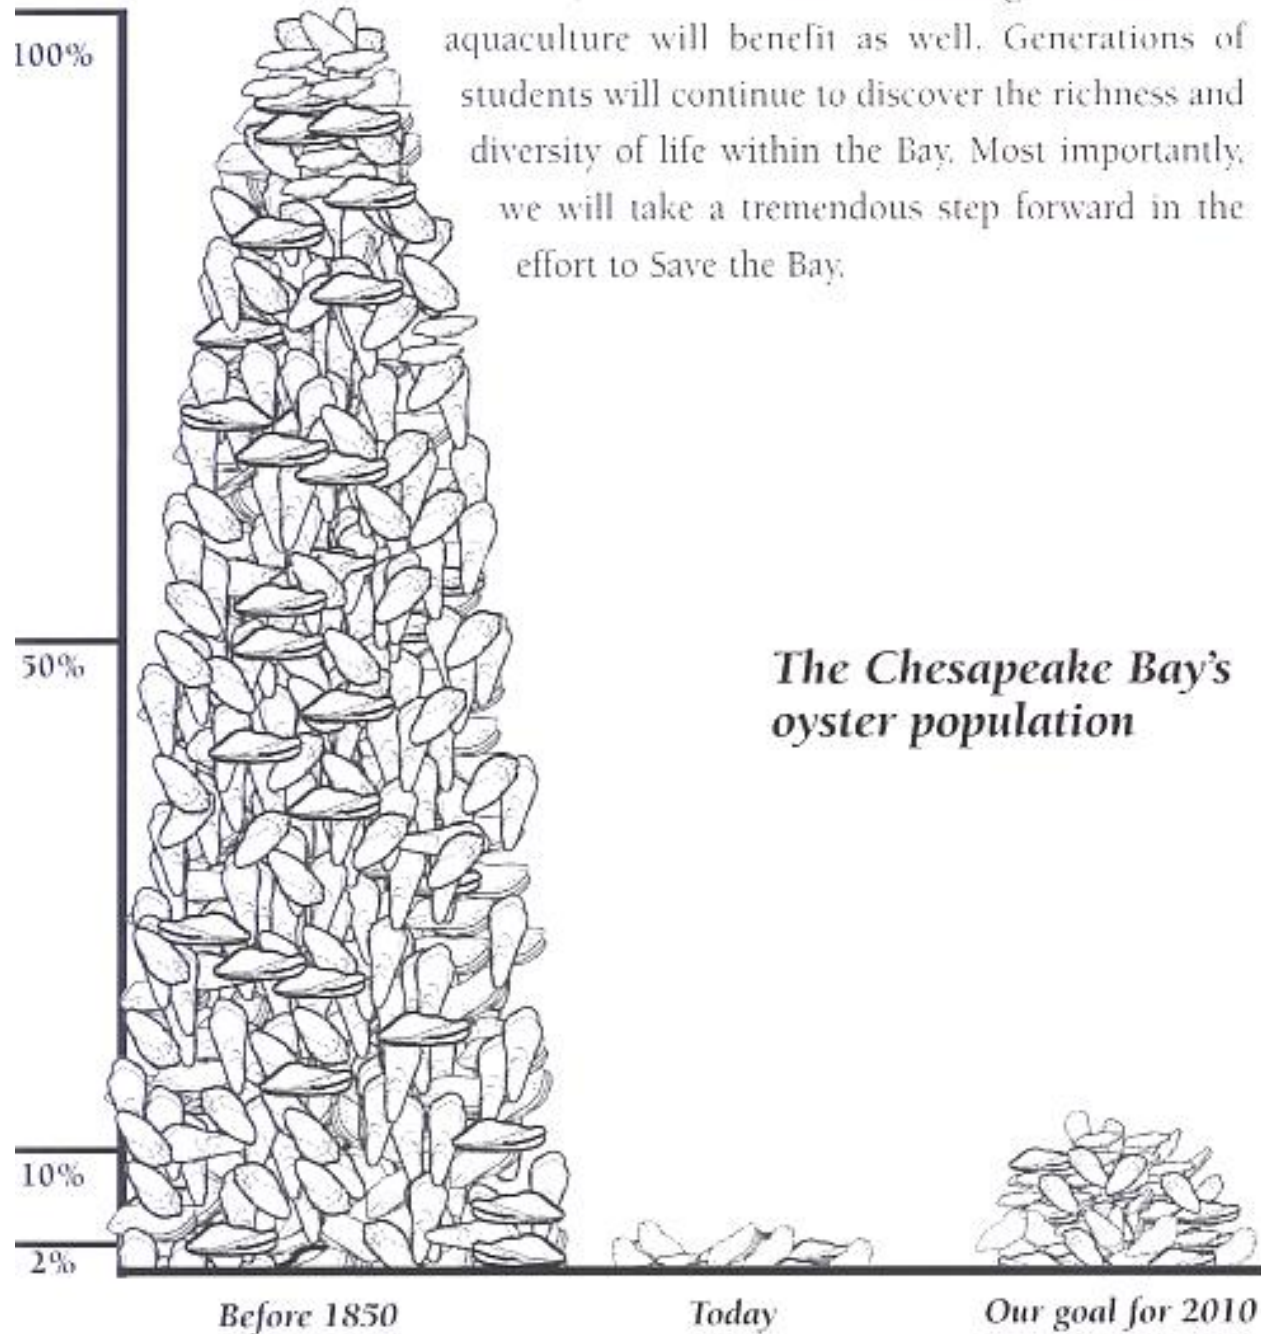 100%
aquaculture will benefit as well. Generations of
students will continue to discover the richness and
diversity of life within the Bay. Most importantly,
we will take a tremendous step forward in the
effort to Save the Bay.
50%
The Chesapeake Bay's
oyster population
10%
2%
Before 1850
Today
Our goal for 2010